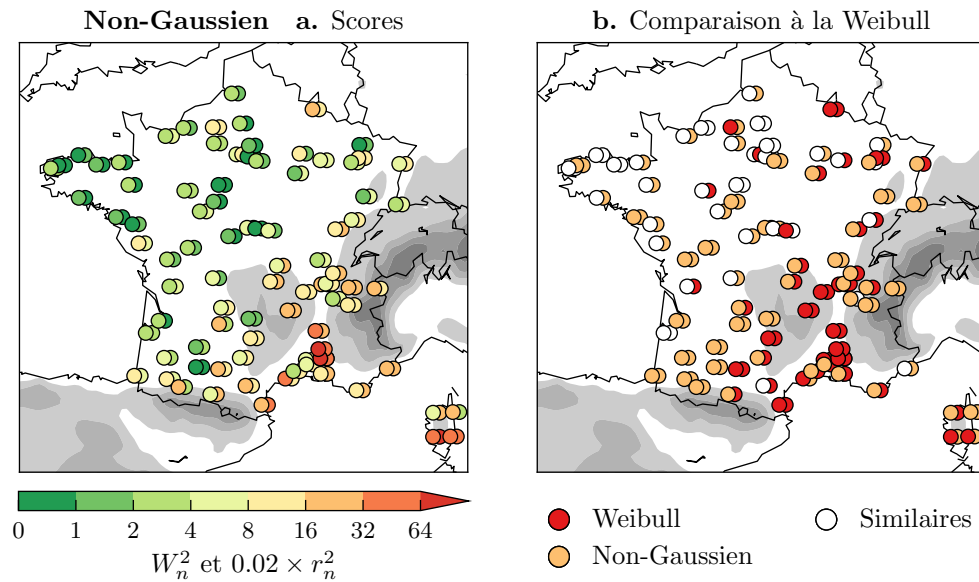 Non-Gaussien a. Scores
b. Comparaison à la Weibull
0 1 2 4 8 16 32 64
W_n^2 et 0.02 × r_n^2
Weibull
Non-Gaussien
Similaires